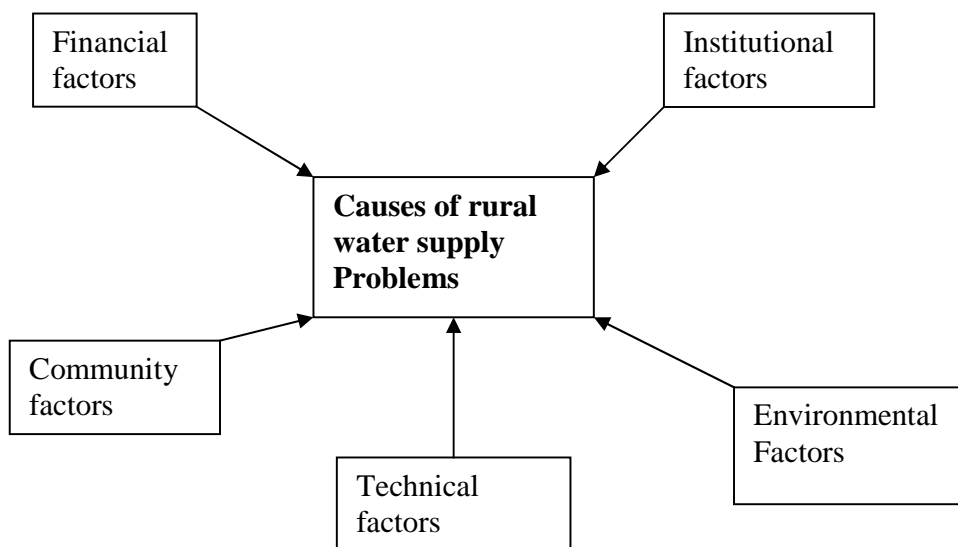 Financial
factors
Institutional
factors
Causes of rural
water supply
Problems
Community
factors
Environmental
Factors
Technical
factors